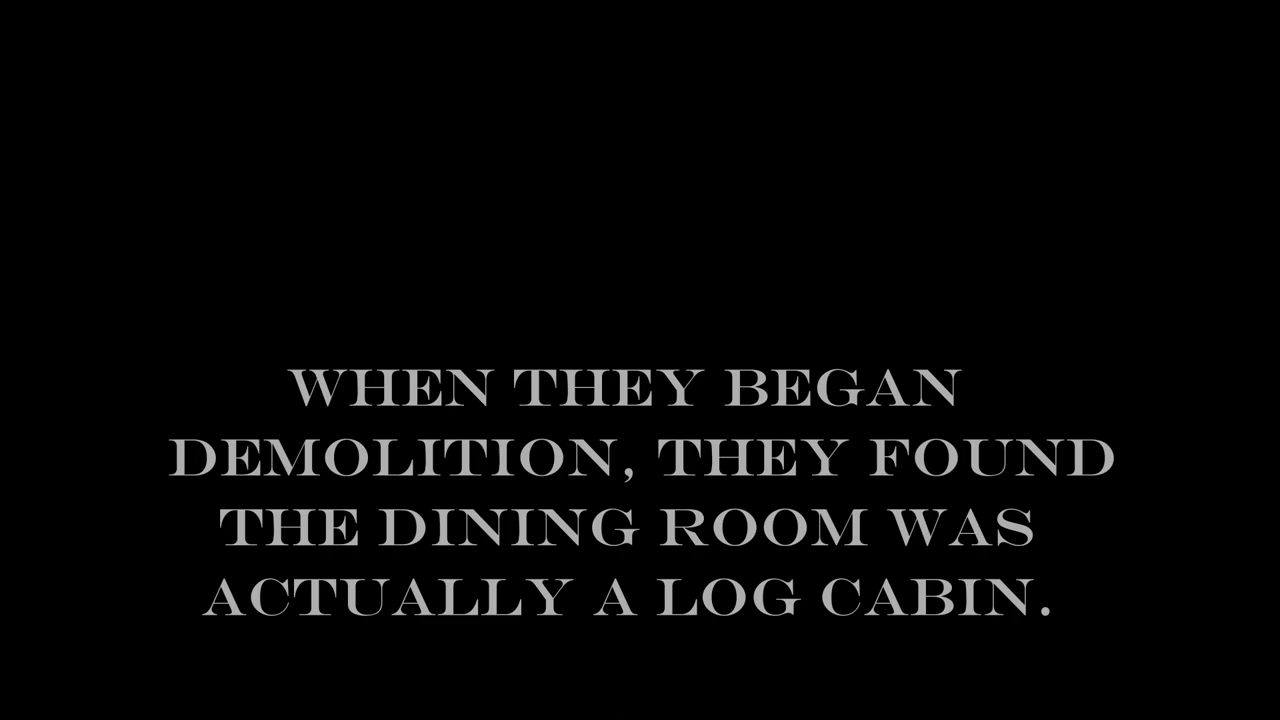 WHEN THEY BEGAN
DEMOLITION, THEY FOUND
THE DINING ROOM WAS
ACTUALLY A LOG CABIN.